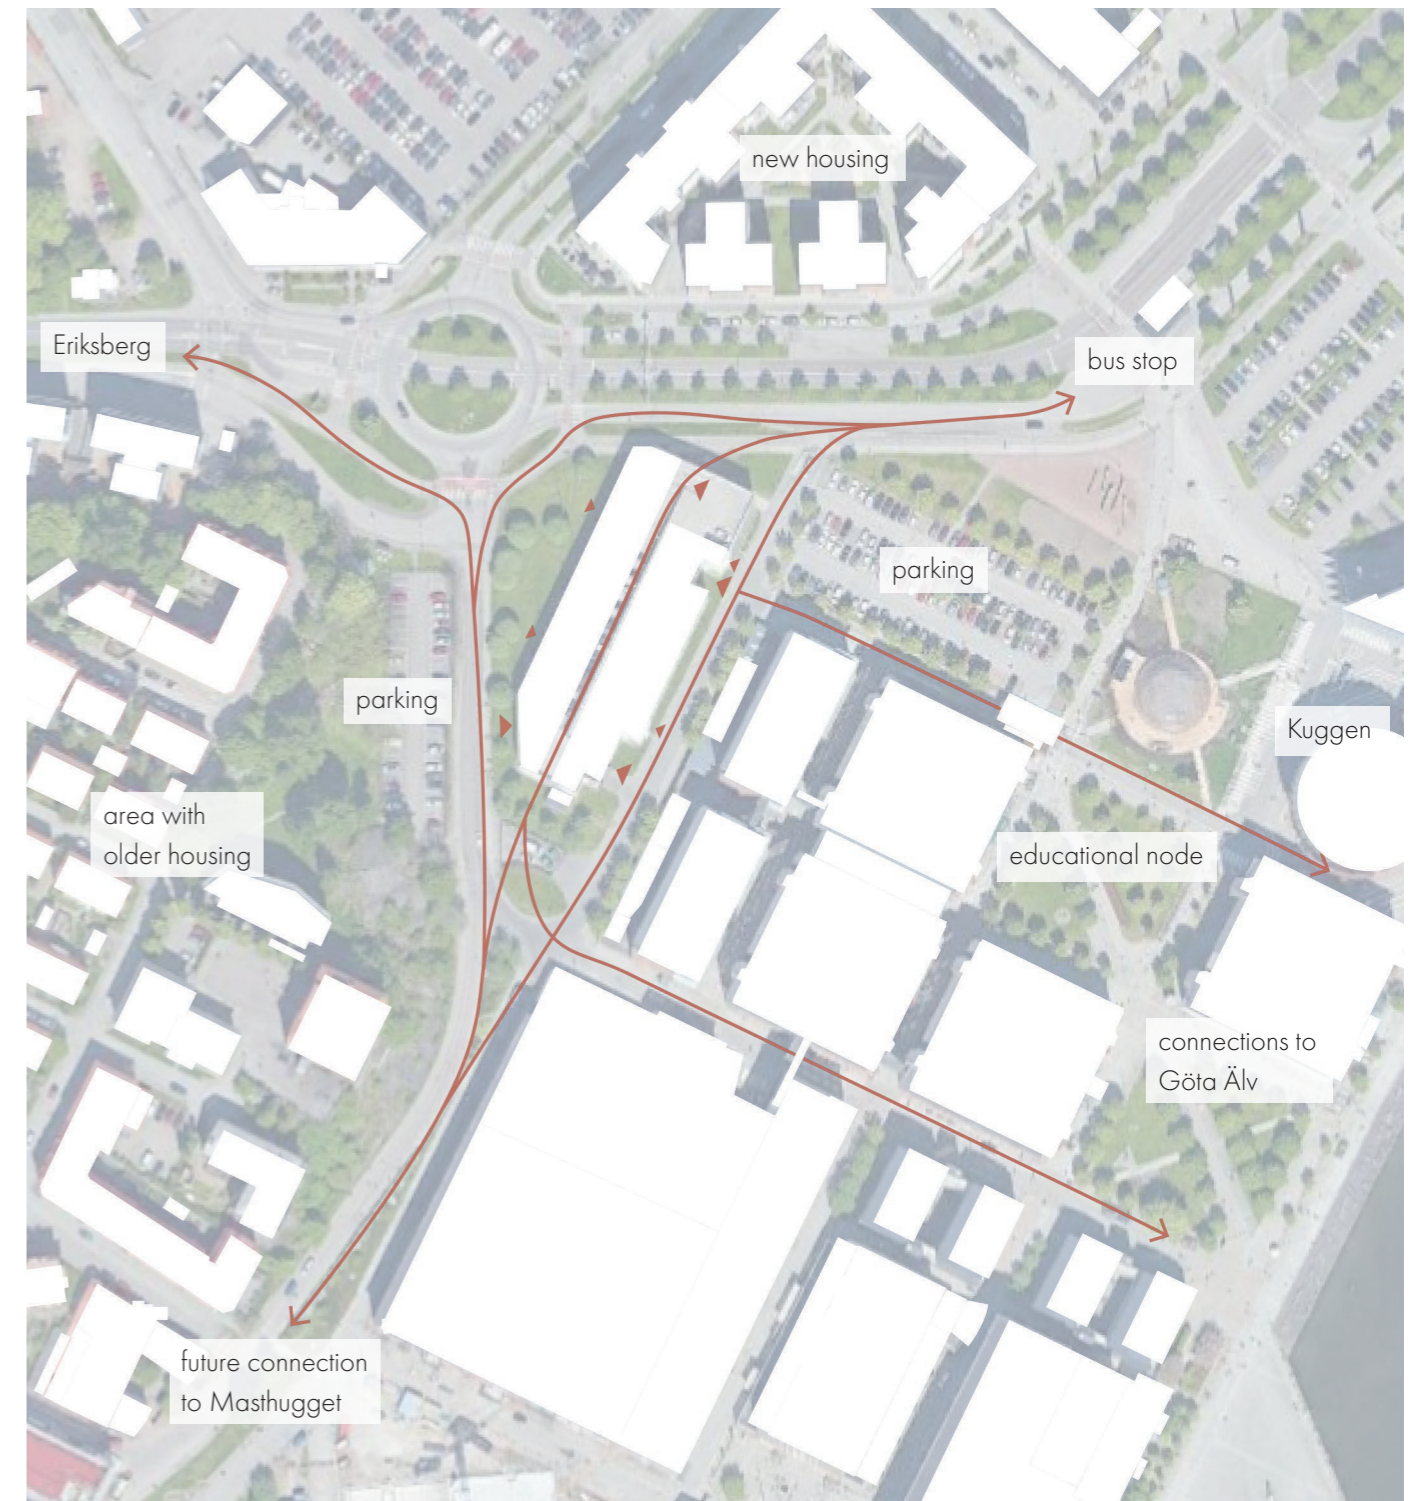 new housing
Eriksberg
bus stop
parking
parking
Kuggen
area with
older housing
educational node
connections to
Göta Älv
future connection
to Masthugget